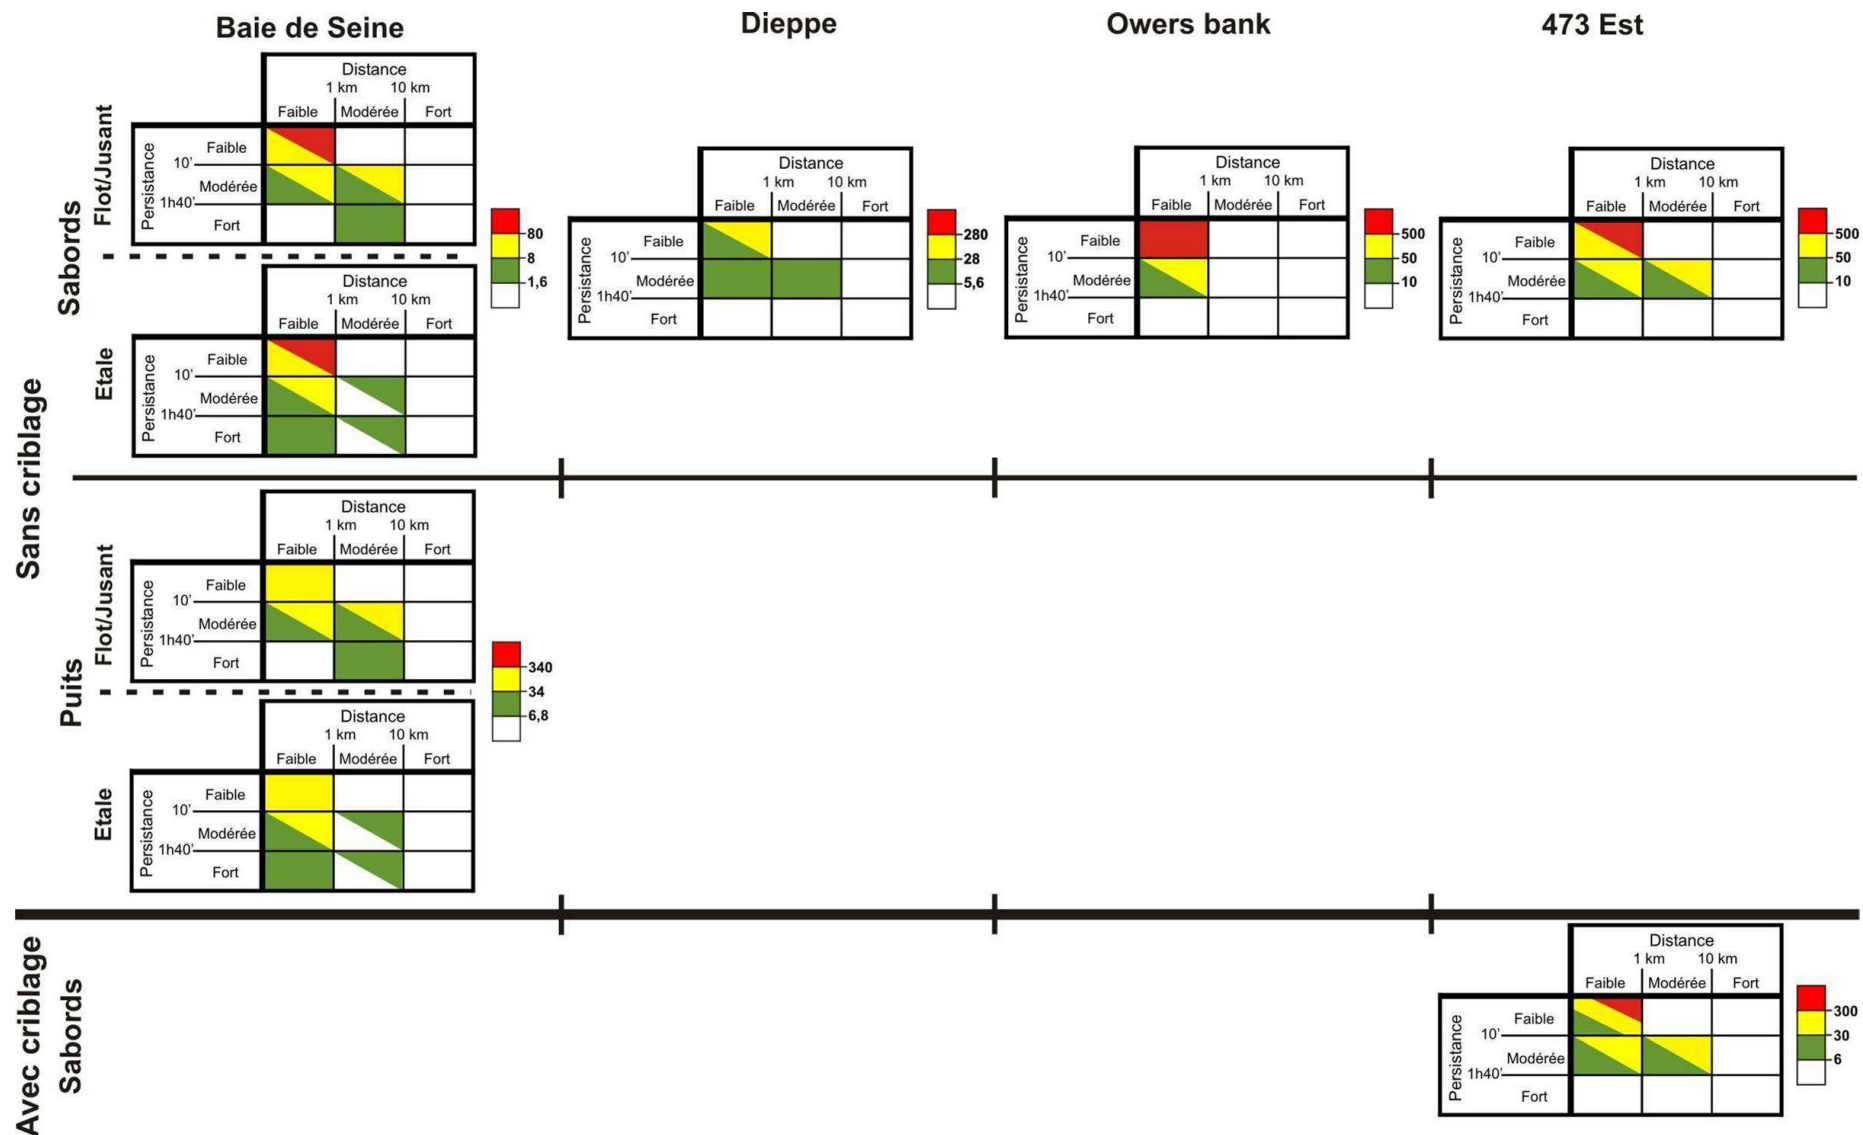 Baie de Seine
Dieppe
Owers bank
473 Est
Sans criblage
Sabords
Flot/Jusant
Distance
1 km 10 km
Faible Modérée Fort
Persistance
Faible
10'
Modérée
1h40'
Fort
80
8
1,6
Etale
Distance
1 km 10 km
Faible Modérée Fort
Persistance
Faible
10'
Modérée
1h40'
Fort
Distance
1 km 10 km
Faible Modérée Fort
Persistance
Faible
10'
Modérée
1h40'
Fort
280
28
5,6
Distance
1 km 10 km
Faible Modérée Fort
Persistance
Faible
10'
Modérée
1h40'
Fort
500
50
10
Distance
1 km 10 km
Faible Modérée Fort
Persistance
Faible
10'
Modérée
1h40'
Fort
500
50
10
Puits
Flot/Jusant
Distance
1 km 10 km
Faible Modérée Fort
Persistance
Faible
10'
Modérée
1h40'
Fort
340
34
6,8
Etale
Distance
1 km 10 km
Faible Modérée Fort
Persistance
Faible
10'
Modérée
1h40'
Fort
Avec criblage
Sabords
Distance
1 km 10 km
Faible Modérée Fort
Persistance
Faible
10'
Modérée
1h40'
Fort
300
30
6